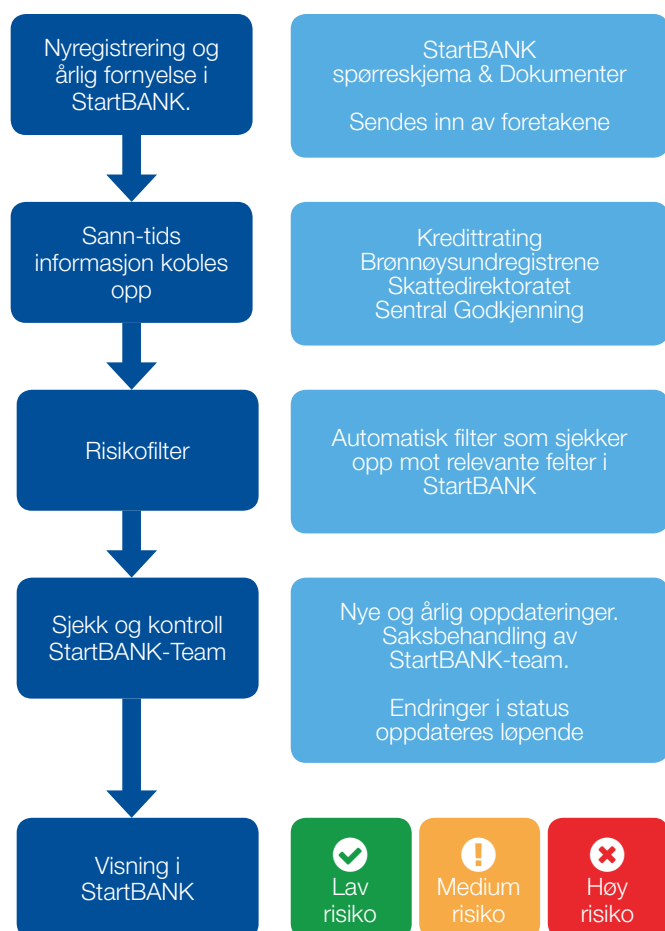 Nyregistrering og
årlig fornyelse i
StartBANK.
StartBANK
spørreskjema & Dokumenter
Sendes inn av foretakene
Sann-tids
informasjon kobles
opp
Kredittrating
Brønnøysundregistrene
Skattedirektoratet
Sentral Godkjenning
Risikofilter
Automatisk filter som sjekker
opp mot relevante felter i
StartBANK
Sjekk og kontroll
StartBANK-Team
Nye og årlig oppdateringer.
Saksbehandling av
StartBANK-team.
Endringer i status
oppdateres løpende
Visning i
StartBANK
Lav
risiko
Medium
risiko
Høy
risiko